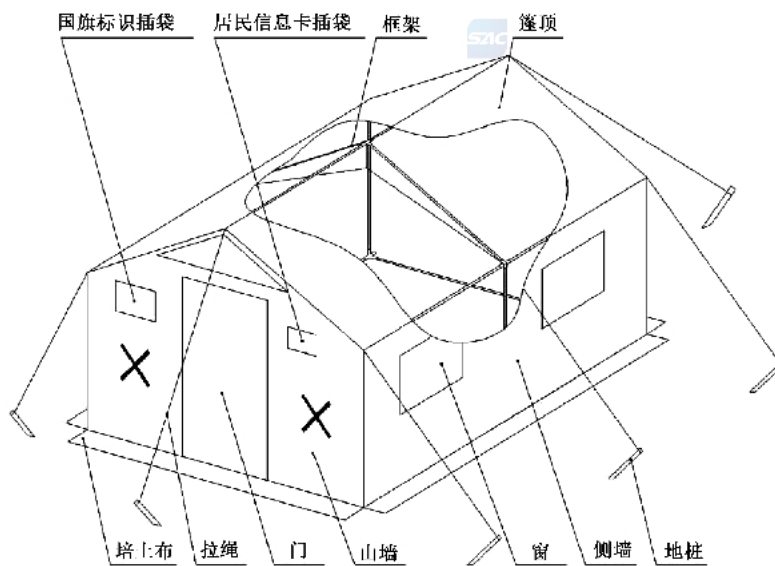 国旗标识插袋
居民信息卡插袋
框架
SAC
篷顶
培土布
拉绳
门
山墙
窗
侧墙
地桩